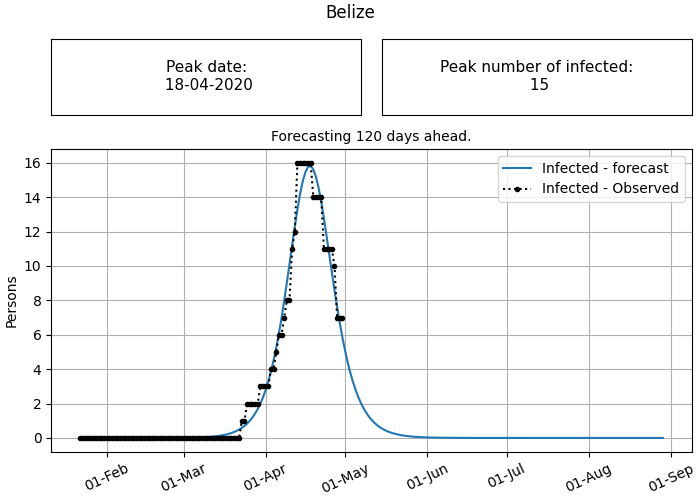 Belize
Peak date:
18-04-2020
Peak number of infected:
15
Forecasting 120 days ahead.
Infected - forecast
Infected - Observed
Persons
16
14
12
10
8
6
4
2
0
01-Feb
01-Mar
01-Apr
01-May
01-Jun
01-Jul
01-Aug
01-Sep